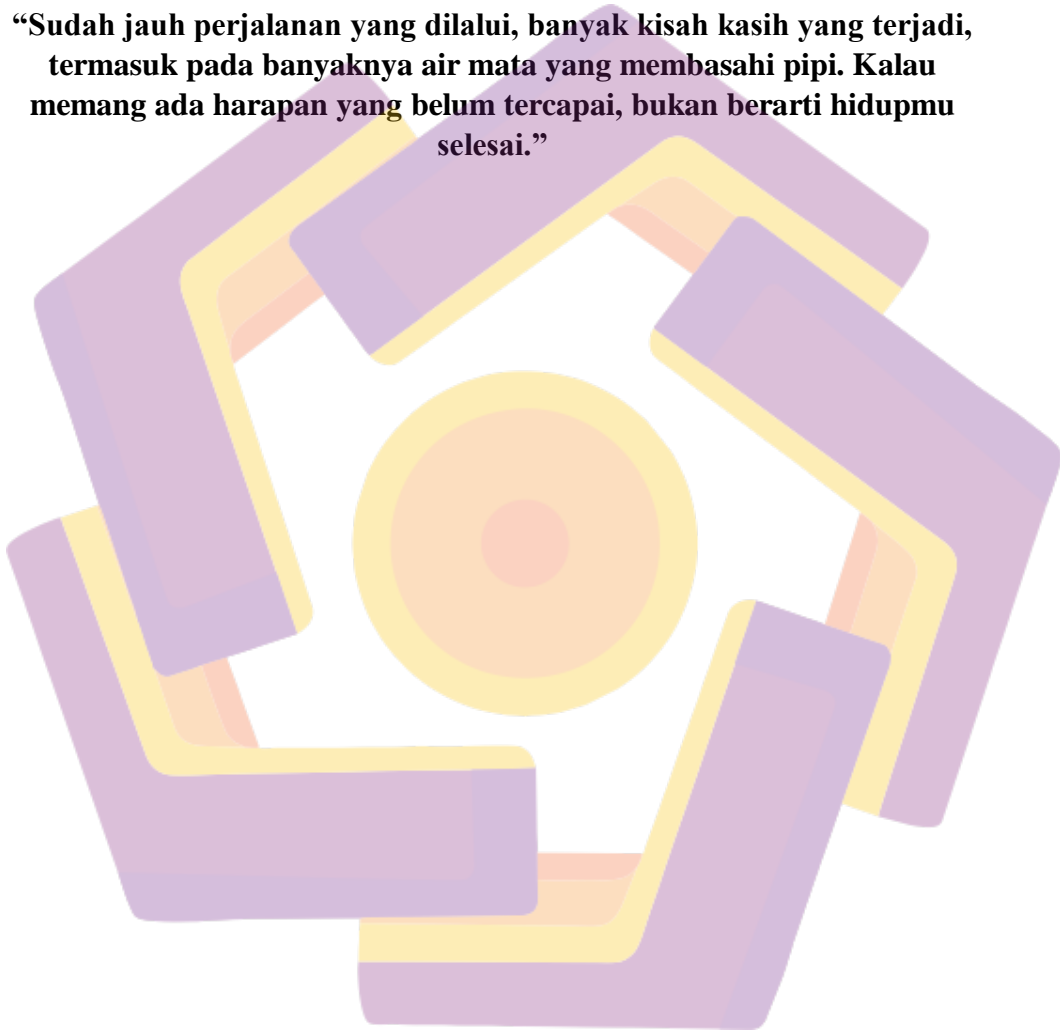 “Sudah jauh perjalanan yang dilalui, banyak kisah kasih yang terjadi,
termasuk pada banyaknya air mata yang membasahi pipi. Kalau
memang ada harapan yang belum tercapai, bukan berarti hidupmu
selesai.”